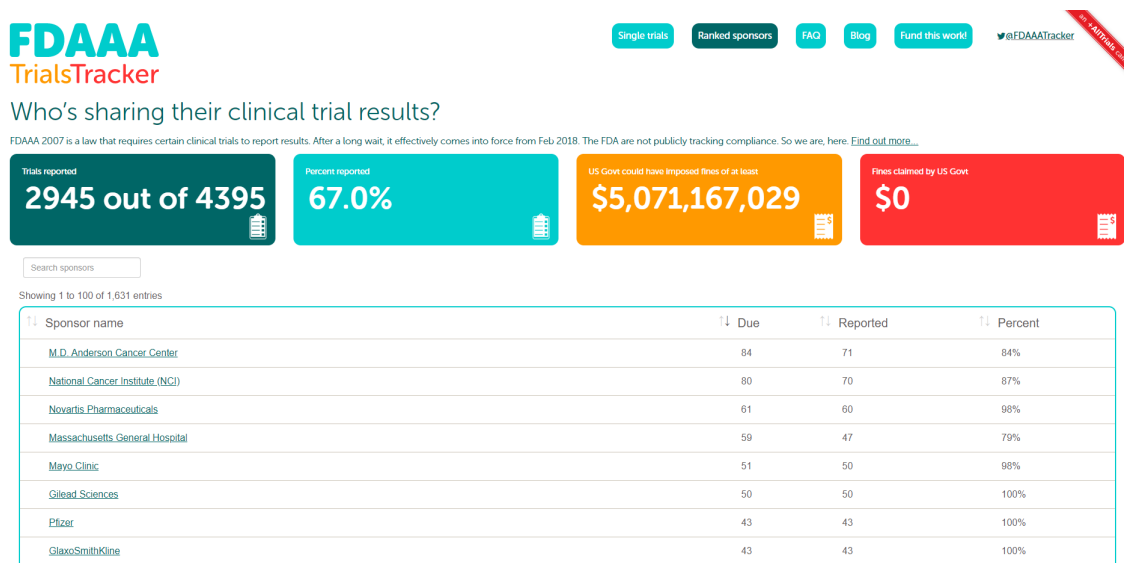 FDAAA
TrialsTracker
Single trials
Ranked sponsors
FAQ
Blog
Fund this work!
@FDAAATracker
an +AllTrials
Who's sharing their clinical trial results?
FDAAA 2007 is a law that requires certain clinical trials to report results. After a long wait, it effectively comes into force from Feb 2018. The FDA are not publicly tracking compliance. So we are, here. Find out more...
Trials reported
2945 out of 4395
Percent reported
67.0%
US Govt could have imposed fines of at least
$5,071,167,029
Fines claimed by US Govt
$0
Search sponsors
Showing 1 to 100 of 1,631 entries
Sponsor name Due Reported Percent
M.D. Anderson Cancer Center 84 71 84%
National Cancer Institute (NCI) 80 70 87%
Novartis Pharmaceuticals 61 60 98%
Massachusetts General Hospital 59 47 79%
Mayo Clinic 51 50 98%
Gilead Sciences 50 50 100%
Pfizer 43 43 100%
GlaxoSmithKline 43 43 100%